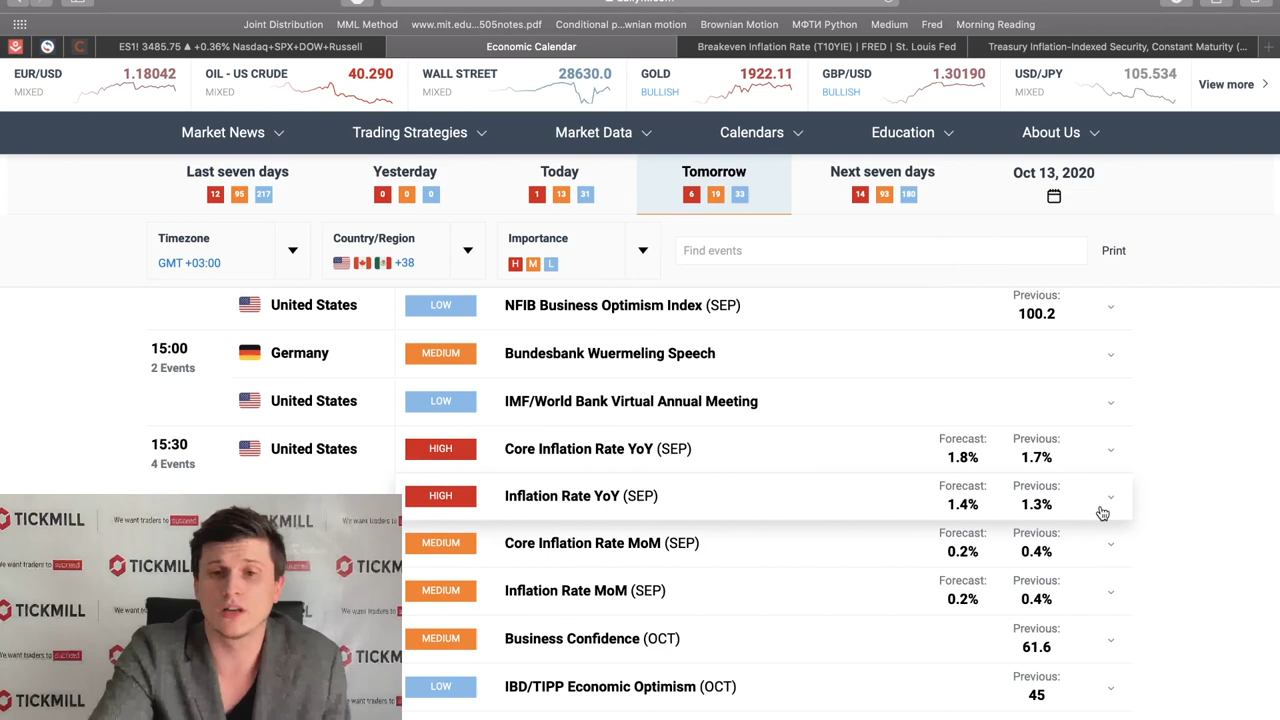 Joint Distribution MML Method www.mit.edu...505notes.pdf Conditional p...wnian motion Brownian Motion МФТИ Python Medium Fred Morning Reading
ES1! 3485.75 ▲ +0.36% Nasdaq+SPX+DOW+Russell Economic Calendar Breakeven Inflation Rate (T10YIE) | FRED | St. Louis Fed Treasury Inflation-Indexed Security, Constant Maturity (...
EUR/USD 1.18042 OIL - US CRUDE 40.290 WALL STREET 28630.0 GOLD 1922.11 GBP/USD 1.30190 USD/JPY 105.534 View more
MIXED MIXED MIXED BULLISH BULLISH MIXED
Market News Trading Strategies Market Data Calendars Education About Us
Last seven days Yesterday Today Tomorrow Next seven days Oct 13, 2020
12 95 217 0 0 0 1 13 31 6 19 33 14 93 180
Timezone Country/Region Importance
Find events Print
GMT +03:00 +38 H M L
Previous:
United States LOW NFIB Business Optimism Index (SEP) 100.2
15:00 Germany MEDIUM Bundesbank Wuermeling Speech
2 Events
United States LOW IMF/World Bank Virtual Annual Meeting
Forecast: Previous:
15:30 United States HIGH Core Inflation Rate YoY (SEP) 1.8% 1.7%
4 Events
Forecast: Previous:
HIGH Inflation Rate YoY (SEP) 1.4% 1.3%
Forecast: Previous:
MEDIUM Core Inflation Rate MoM (SEP) 0.2% 0.4%
Forecast: Previous:
MEDIUM Inflation Rate MoM (SEP) 0.2% 0.4%
Previous:
MEDIUM Business Confidence (OCT) 61.6
Previous:
LOW IBD/TIPP Economic Optimism (OCT) 45
TICKMILL We want traders to succeed
TICKMILL
TICKMILL
TICKMILL